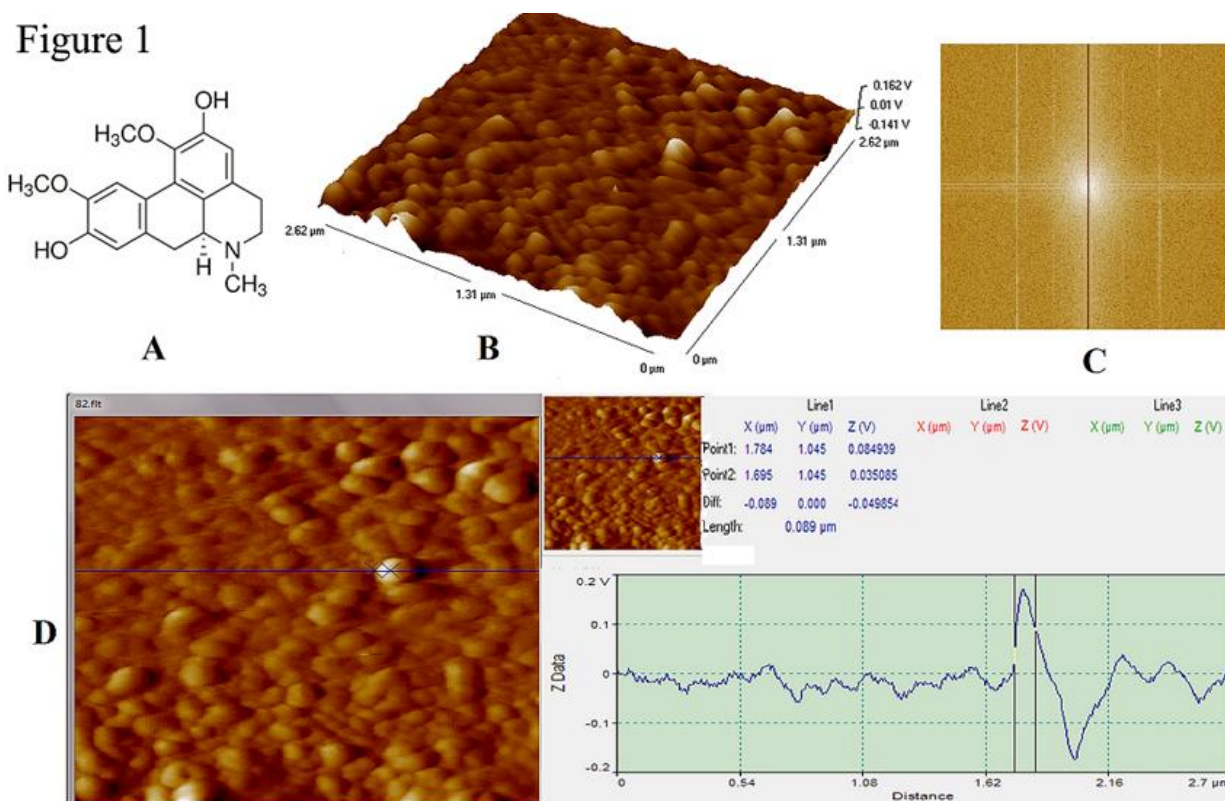 Figure 1
OH
H₃CO
H₃CO
HO
H
N
CH₃
A
0.162 V
0.01 V
-0.141 V
2.62 µm
2.62 µm
1.31 µm
1.31 µm
0 µm
0 µm
B
C
82.flt
D
Line1 Line2 Line3
X (µm) Y (µm) Z (V) X (µm) Y (µm) Z (V) X (µm) Y (µm) Z (V)
Point1: 1.784 1.045 0.084939
Point2: 1.695 1.045 0.035085
Diff: -0.089 0.000 -0.049854
Length: 0.089 µm
0.2 V
0.1
0
-0.1
-0.2
Z Data
0 0.54 1.08 1.62 2.16 2.7 µm
Distance